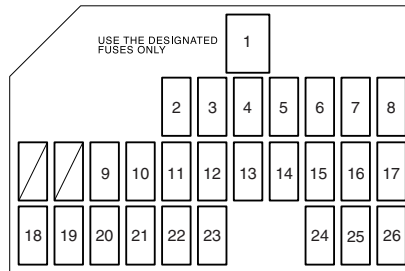 USE THE DESIGNATED
FUSES ONLY
1
2 3 4 5 6 7 8
9 10 11 12 13 14 15 16 17
18 19 20 21 22 23 24 25 26